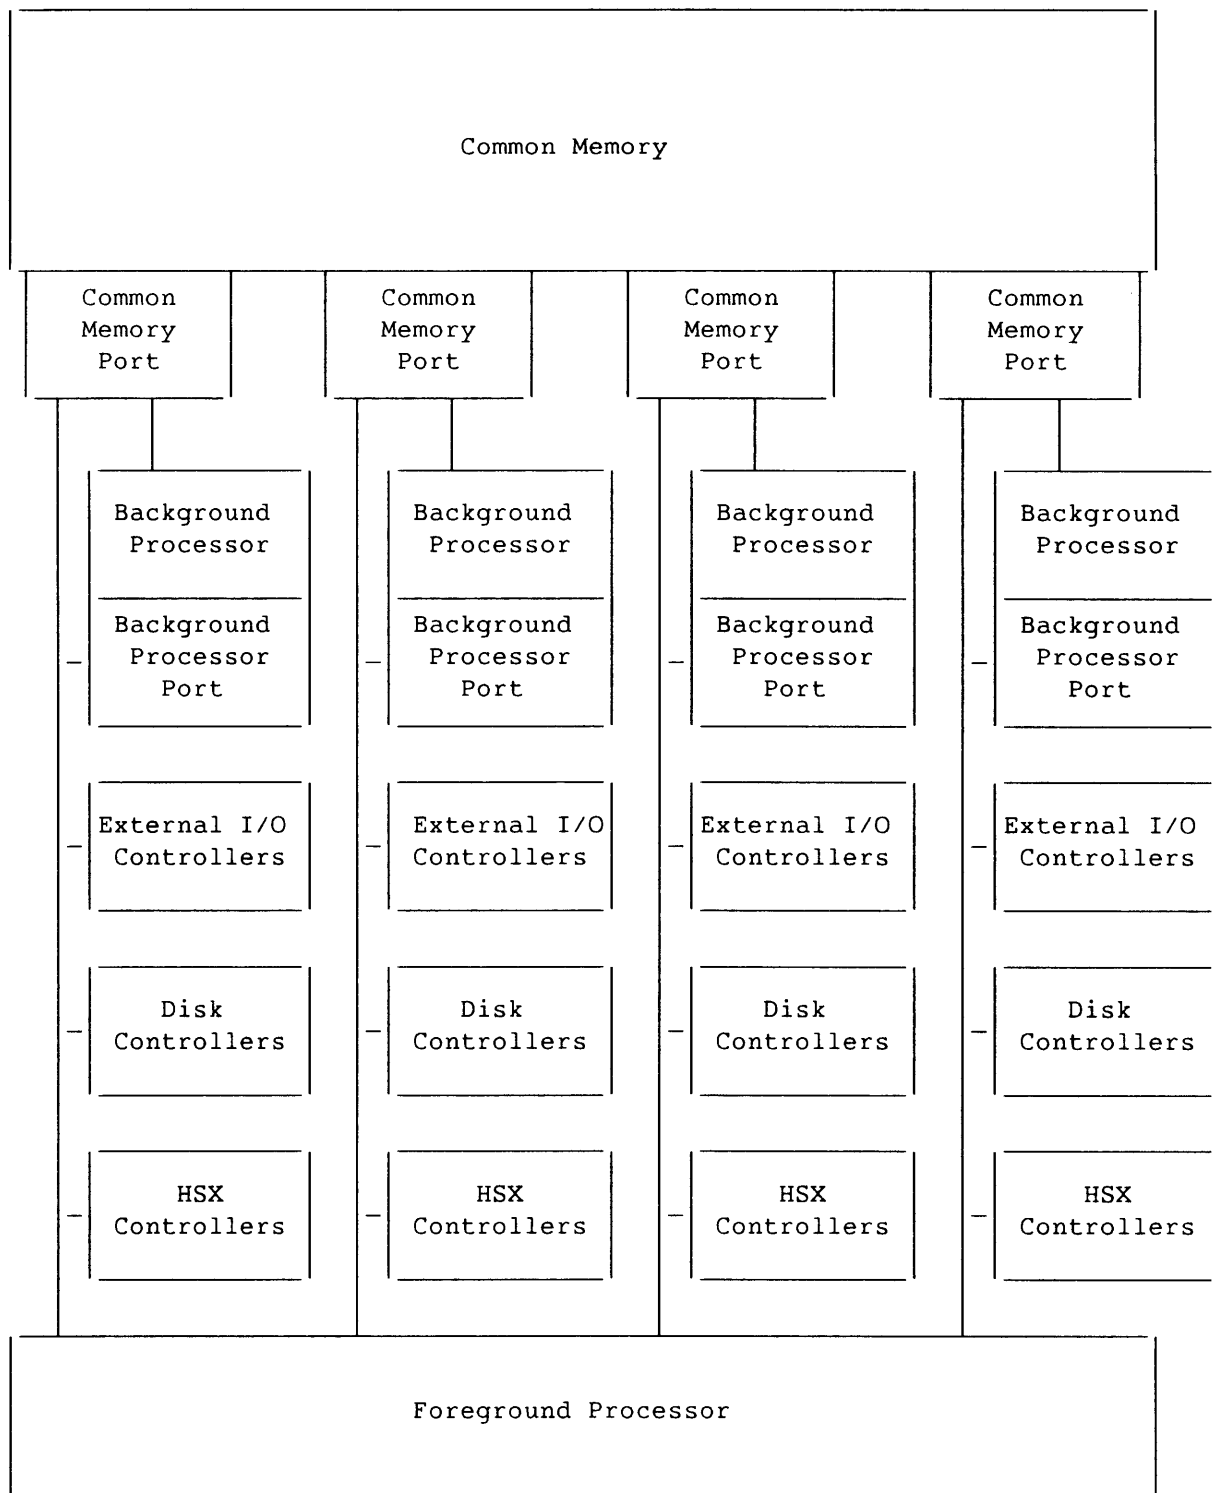 Common Memory
Common Memory Port
Common Memory Port
Common Memory Port
Common Memory Port
Background Processor
Background Processor
Background Processor
Background Processor
Background Processor Port
Background Processor Port
Background Processor Port
Background Processor Port
External I/O Controllers
External I/O Controllers
External I/O Controllers
External I/O Controllers
Disk Controllers
Disk Controllers
Disk Controllers
Disk Controllers
HSX Controllers
HSX Controllers
HSX Controllers
HSX Controllers
Foreground Processor